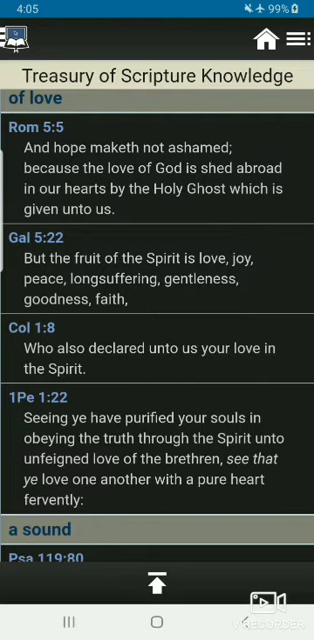 4:05
99%
Treasury of Scripture Knowledge
of love
Rom 5:5
And hope maketh not ashamed;
because the love of God is shed abroad
in our hearts by the Holy Ghost which is
given unto us.
Gal 5:22
But the fruit of the Spirit is love, joy,
peace, longsuffering, gentleness,
goodness, faith,
Col 1:8
Who also declared unto us your love in
the Spirit.
1Pe 1:22
Seeing ye have purified your souls in
obeying the truth through the Spirit unto
unfeigned love of the brethren, see that
ye love one another with a pure heart
fervently:
a sound
Psa 119:80
VRECORDER